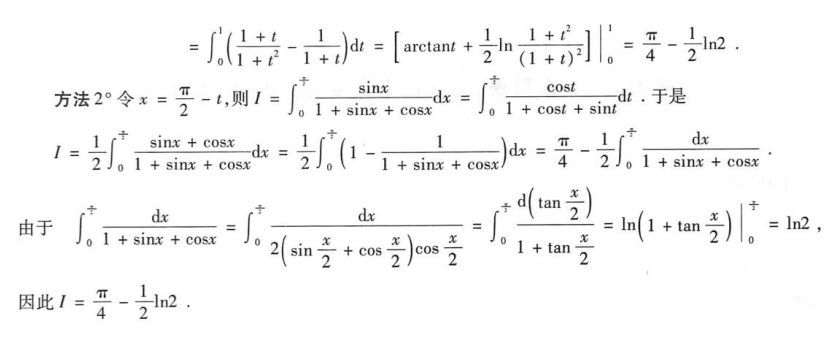 = ∫₀¹((1 + t)/(1 + t²) − 1/(1 + t))dt = [arctant + (1/2)ln((1 + t²)/(1 + t)²)]|₀¹ = π/4 − (1/2)ln2 .
方法2° 令 x = π/2 − t,则 I = ∫₀^(π/2) sinx/(1 + sinx + cosx) dx = ∫₀^(π/2) cost/(1 + cost + sint) dt . 于是
I = (1/2)∫₀^(π/2) (sinx + cosx)/(1 + sinx + cosx) dx = (1/2)∫₀^(π/2) (1 − 1/(1 + sinx + cosx))dx = π/4 − (1/2)∫₀^(π/2) dx/(1 + sinx + cosx) .
由于 ∫₀^(π/2) dx/(1 + sinx + cosx) = ∫₀^(π/2) dx/(2(sin(x/2) + cos(x/2))cos(x/2)) = ∫₀^(π/2) d(tan(x/2))/(1 + tan(x/2)) = ln(1 + tan(x/2))|₀^(π/2) = ln2 ,
因此 I = π/4 − (1/2)ln2 .